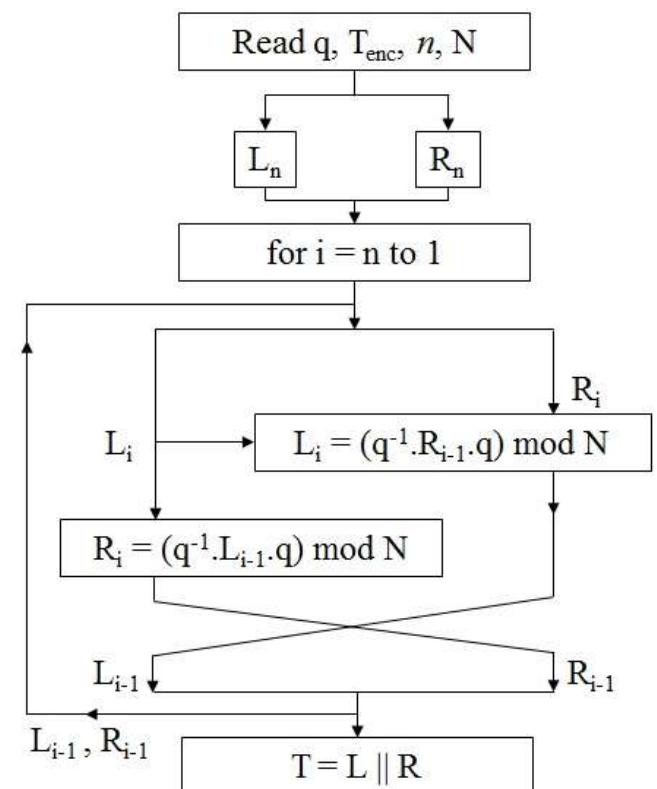 Read q, Tenc, n, N
Ln
Rn
for i = n to 1
Ri
Li
Li = (q-1.Ri-1.q) mod N
Ri = (q-1.Li-1.q) mod N
Li-1
Ri-1
Li-1 , Ri-1
T = L || R